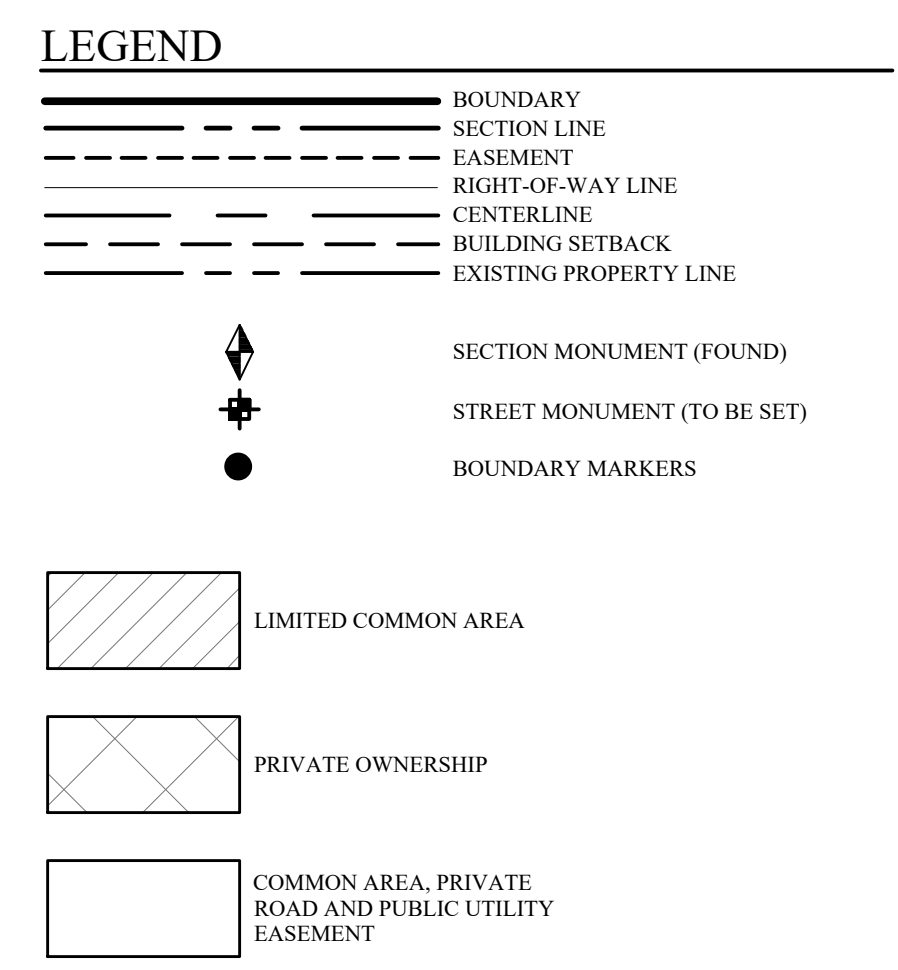 LEGEND
BOUNDARY
SECTION LINE
EASEMENT
RIGHT-OF-WAY LINE
CENTERLINE
BUILDING SETBACK
EXISTING PROPERTY LINE
SECTION MONUMENT (FOUND)
STREET MONUMENT (TO BE SET)
BOUNDARY MARKERS
LIMITED COMMON AREA
PRIVATE OWNERSHIP
COMMON AREA, PRIVATE
ROAD AND PUBLIC UTILITY
EASEMENT